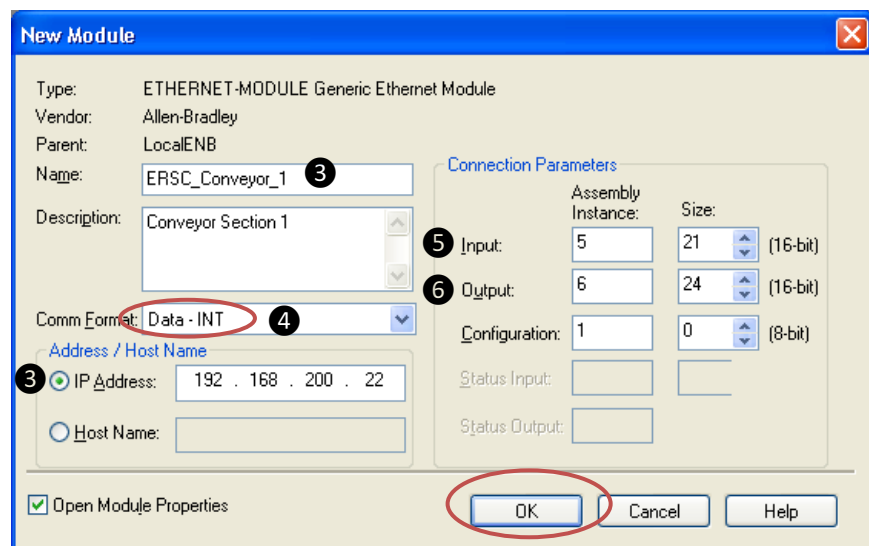 New Module
Type: ETHERNET-MODULE Generic Ethernet Module
Vendor: Allen-Bradley
Parent: LocalENB
Name: ERSC_Conveyor_1 3
Description: Conveyor Section 1
Comm Format: Data - INT 4
Address / Host Name
3 IP Address: 192 . 168 . 200 . 22
Host Name:
Connection Parameters
Assembly
Instance: Size:
5 Input: 5 21 (16-bit)
6 Output: 6 24 (16-bit)
Configuration: 1 0 (8-bit)
Status Input:
Status Output:
Open Module Properties
OK Cancel Help